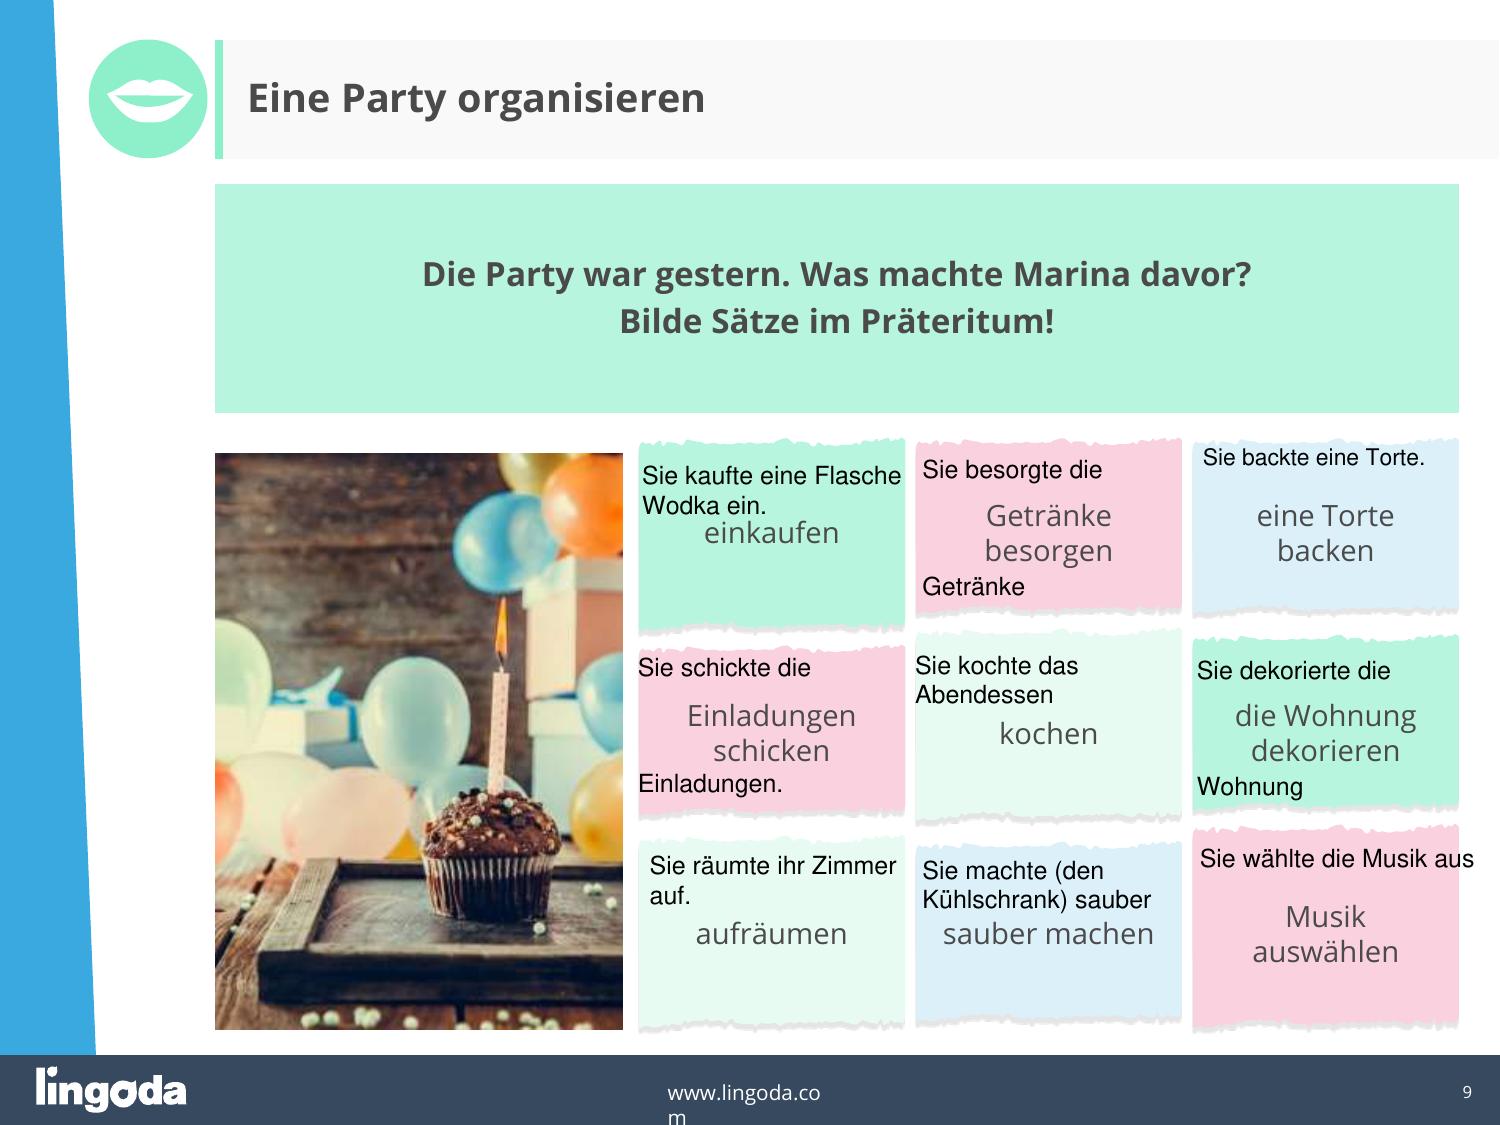 Eine Party organisieren
Die Party war gestern. Was machte Marina davor?
Bilde Sätze im Präteritum!
Sie kaufte eine Flasche
Wodka ein.
einkaufen
Sie besorgte die
Getränke
besorgen
Getränke
Sie backte eine Torte.
eine Torte
backen
Sie schickte die
Einladungen
schicken
Einladungen.
Sie kochte das
Abendessen
kochen
Sie dekorierte die
die Wohnung
dekorieren
Wohnung
Sie räumte ihr Zimmer
auf.
aufräumen
Sie machte (den
Kühlschrank) sauber
sauber machen
Sie wählte die Musik aus
Musik
auswählen
lingoda
www.lingoda.co
m
9